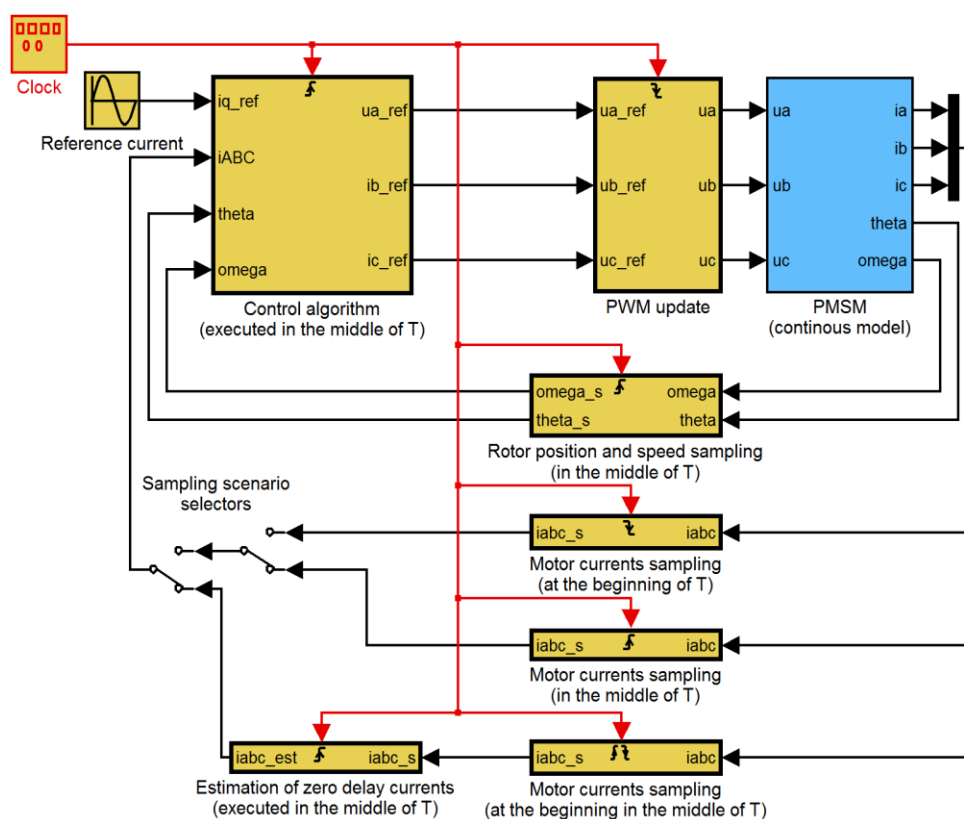 Clock
Reference current
iq_ref
iABC
theta
omega
ua_ref
ib_ref
ic_ref
Control algorithm
(executed in the middle of T)
ua_ref
ub_ref
uc_ref
ua
ub
uc
PWM update
ua
ub
uc
ia
ib
ic
theta
omega
PMSM
(continous model)
omega_s
theta_s
omega
theta
Rotor position and speed sampling
(in the middle of T)
Sampling scenario
selectors
iabc_s
iabc
Motor currents sampling
(at the beginning of T)
iabc_s
iabc
Motor currents sampling
(in the middle of T)
iabc_est
iabc_s
Estimation of zero delay currents
(executed in the middle of T)
iabc_s
iabc
Motor currents sampling
(at the beginning in the middle of T)